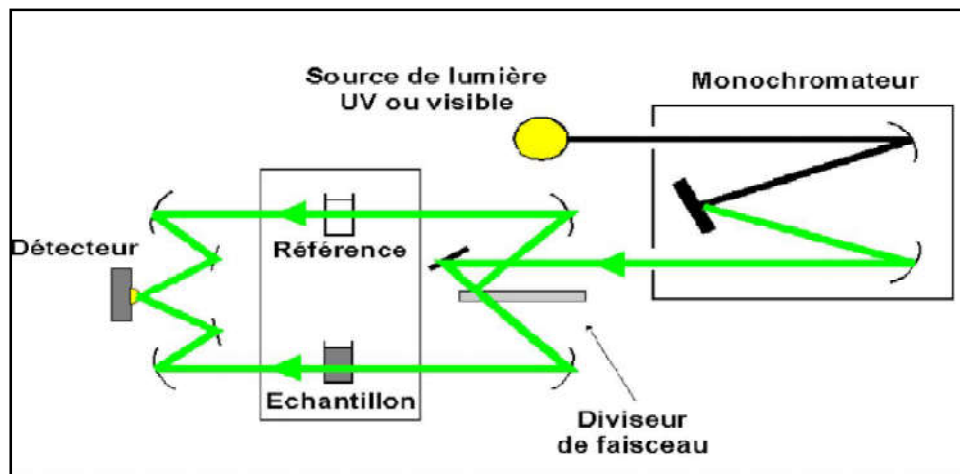 Source de lumière
UV ou visible
Monochromateur
Détecteur
Référence
Echantillon
Diviseur
de faisceau